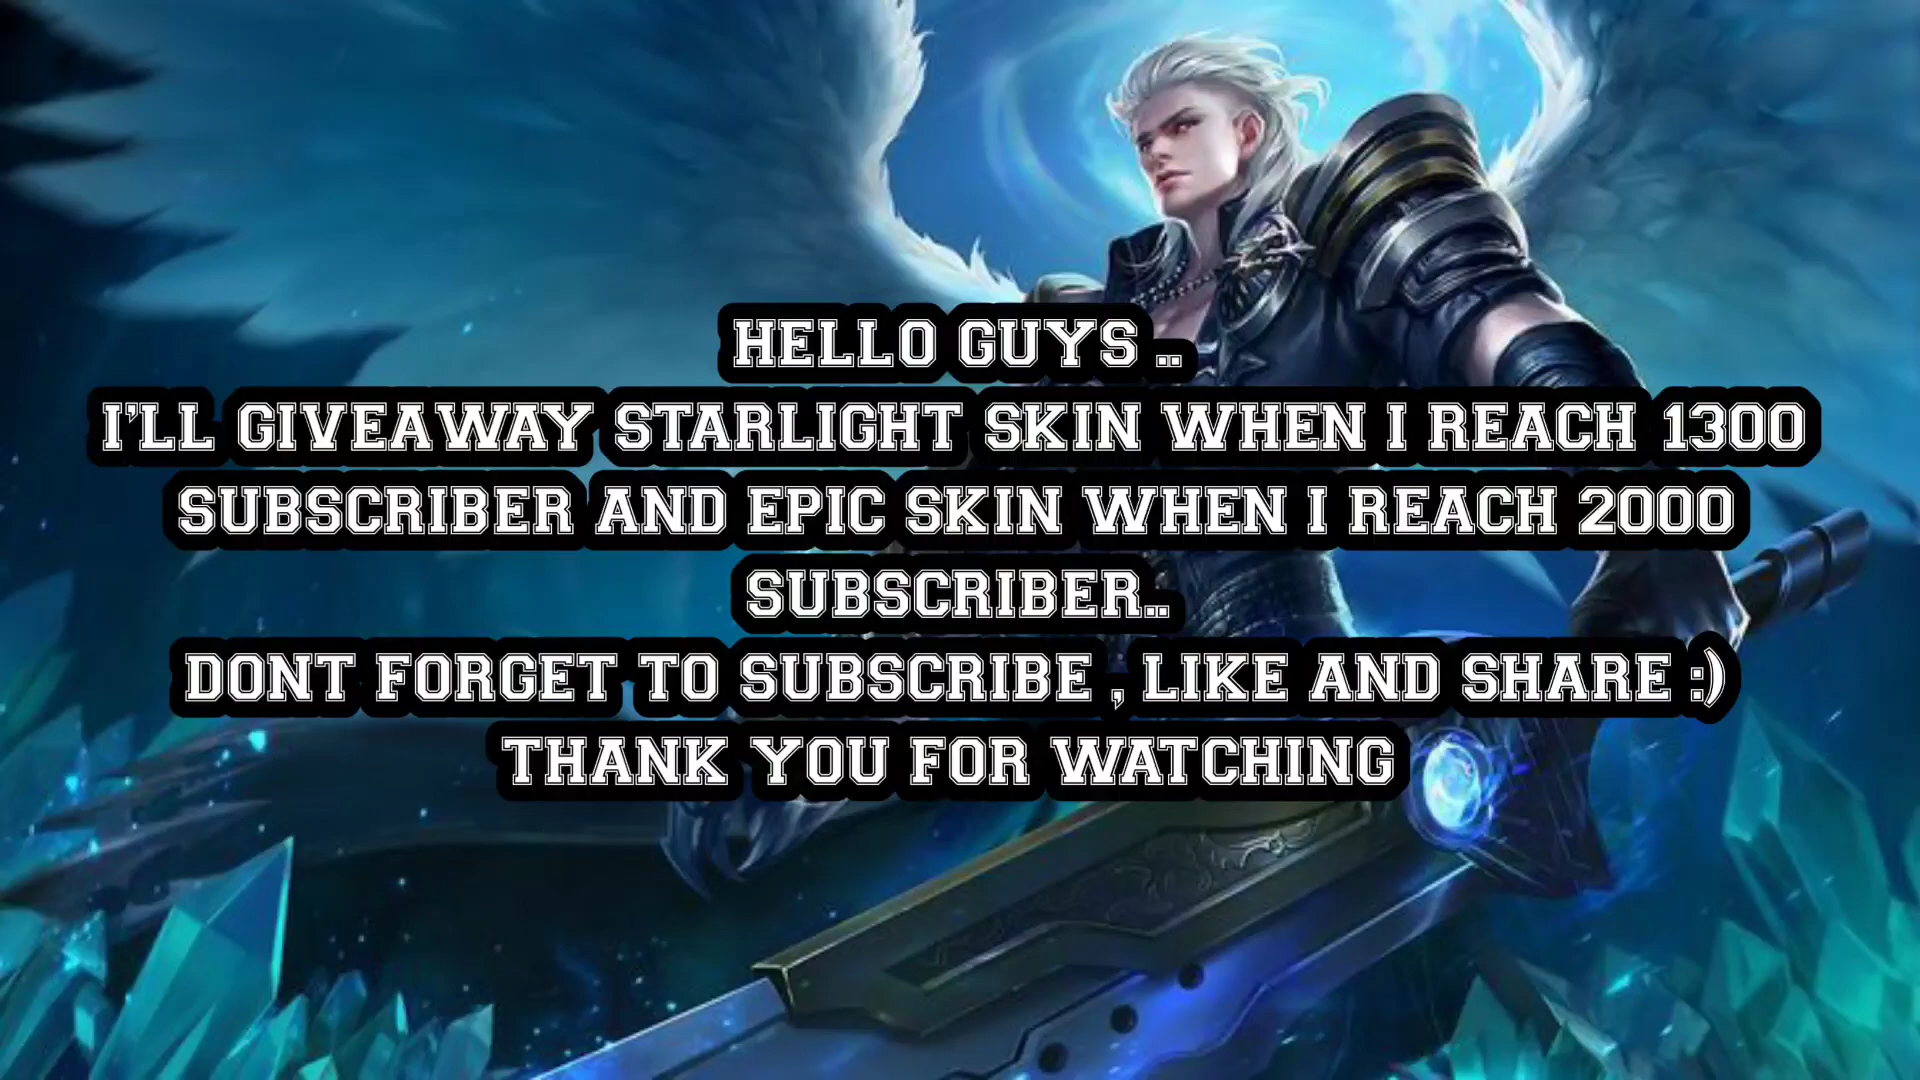 HELLO GUYS ..
I'LL GIVEAWAY STARLIGHT SKIN WHEN I REACH 1300
SUBSCRIBER AND EPIC SKIN WHEN I REACH 2000
SUBSCRIBER..
DONT FORGET TO SUBSCRIBE , LIKE AND SHARE :)
THANK YOU FOR WATCHING